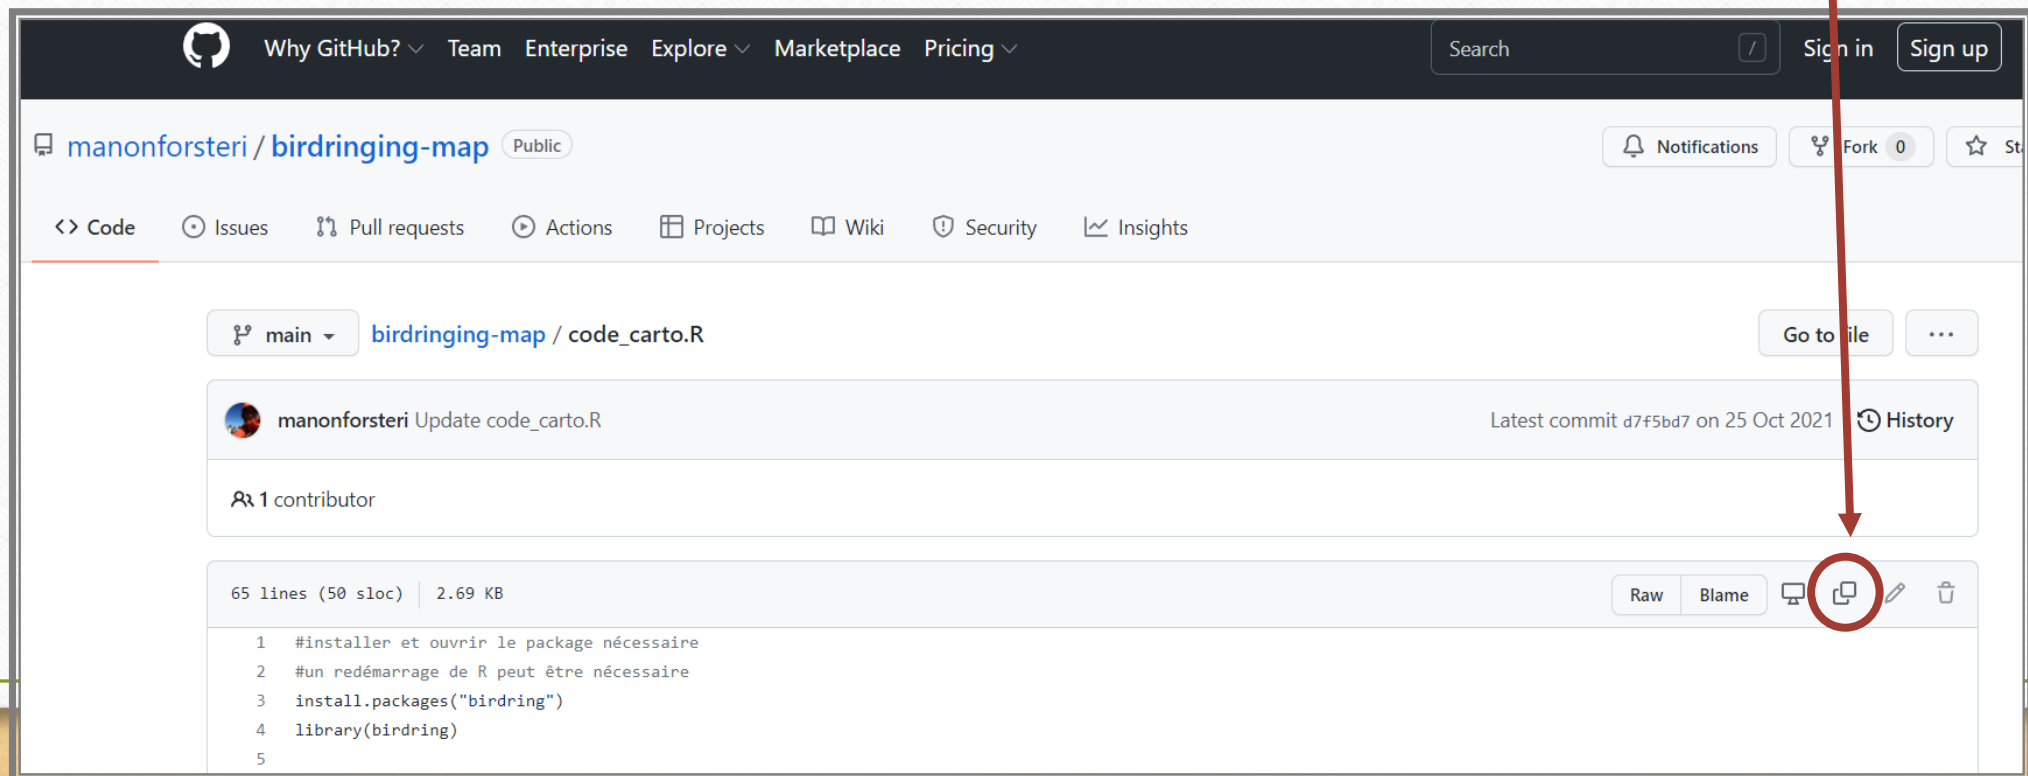 Why GitHub? Team Enterprise Explore Marketplace Pricing Search / Sign in Sign up
manonforsteri / birdringing-map Public Notifications Fork 0
<> Code Issues Pull requests Actions Projects Wiki Security Insights
main birdringing-map / code_carto.R Go to file ...
manonforsteri Update code_carto.R Latest commit d7f5bd7 on 25 Oct 2021 History
1 contributor
65 lines (50 sloc) 2.69 KB Raw Blame
1 #installer et ouvrir le package nécessaire
2 #un redémarrage de R peut être nécessaire
3 install.packages("birdring")
4 library(birdring)
5